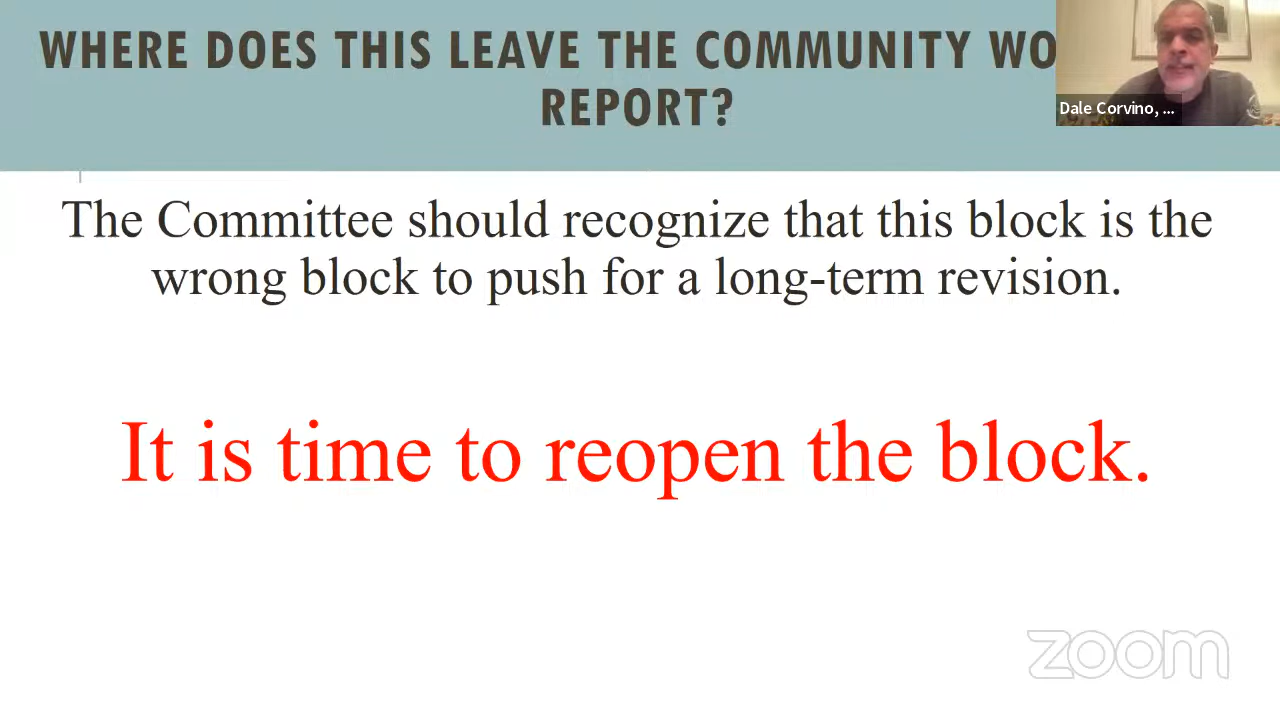 WHERE DOES THIS LEAVE THE COMMUNITY
REPORT?
Dale Corvino, ...
The Committee should recognize that this block is the
wrong block to push for a long-term revision.
It is time to reopen the block.
zoom